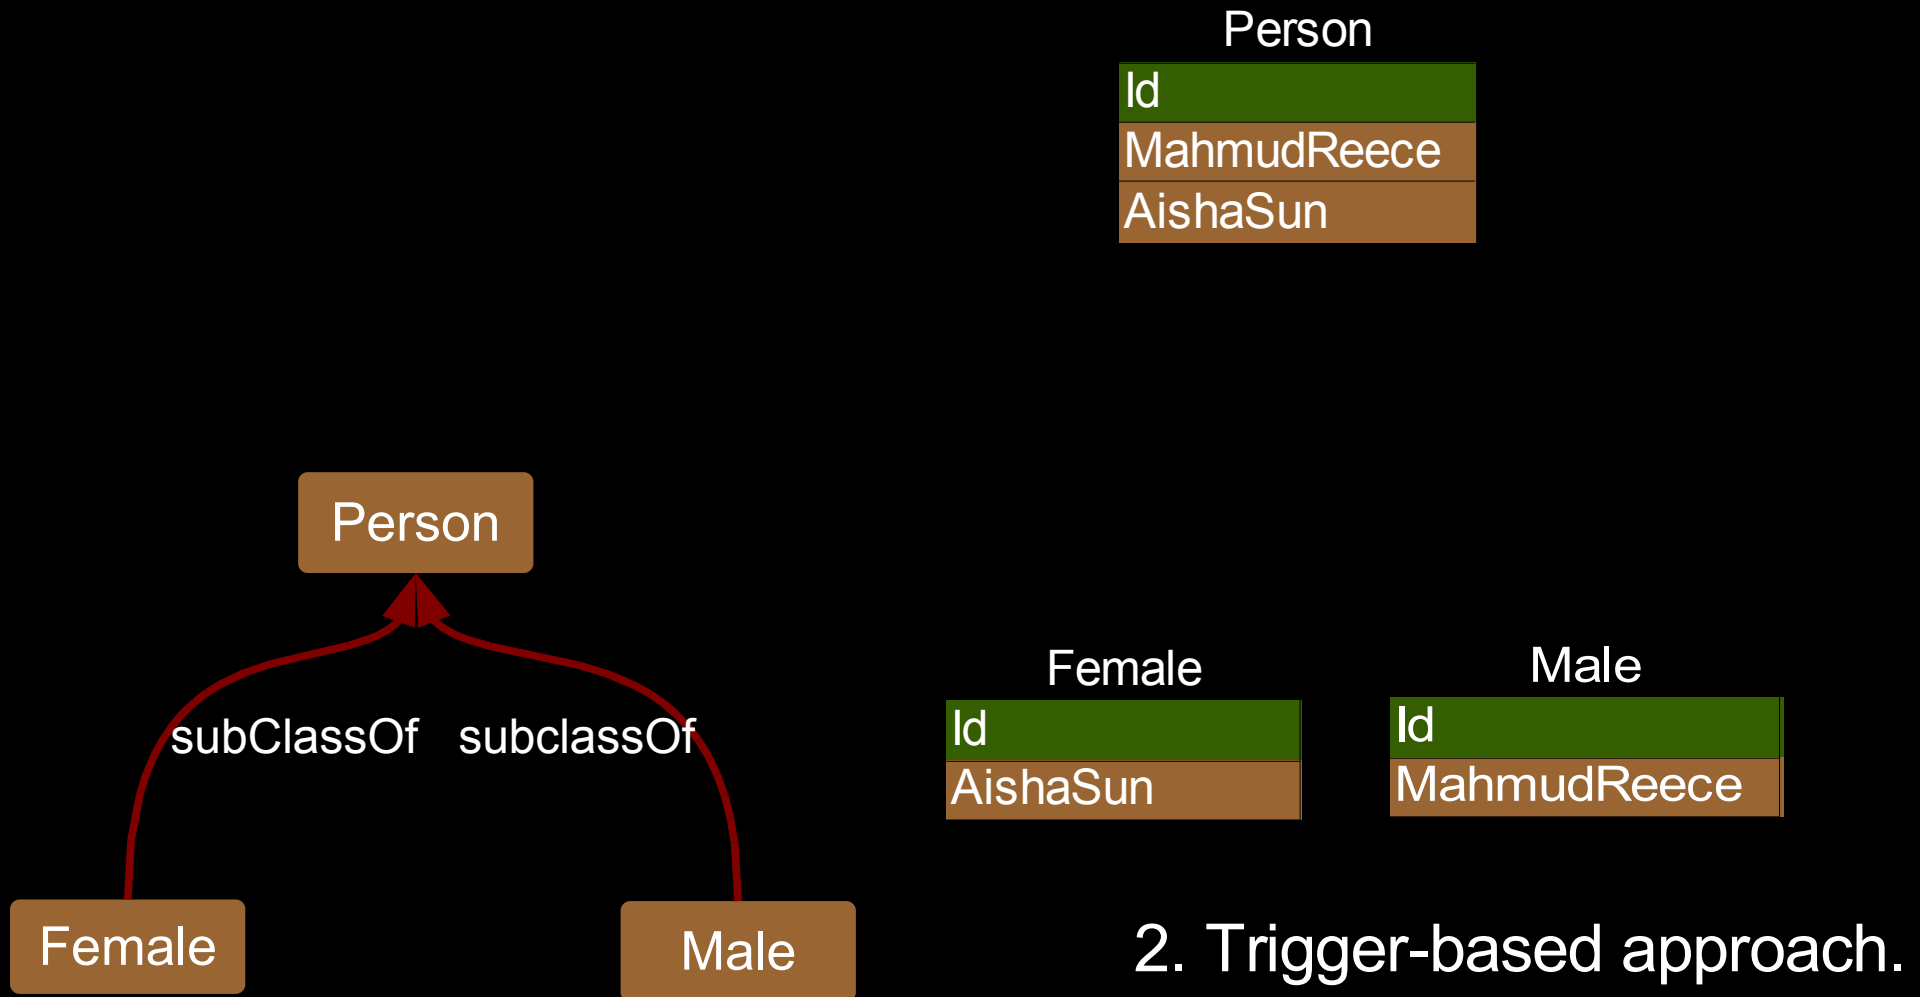 Person
Id
MahmudReece
AishaSun
Person
subClassOf
subclassOf
Female
Male
Female
Id
AishaSun
Male
Id
MahmudReece
2. Trigger-based approach.